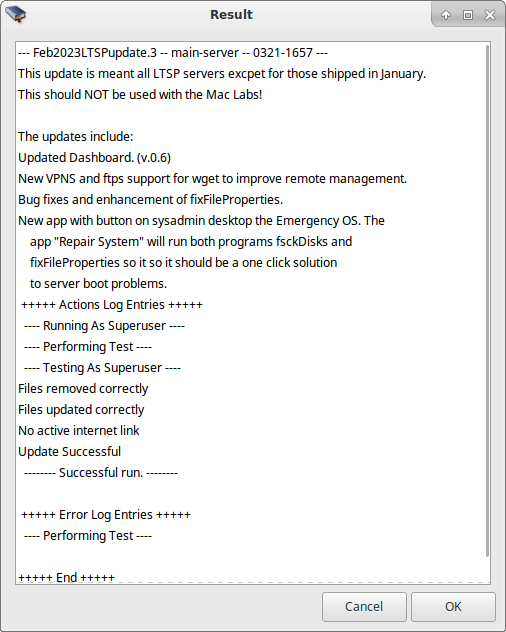 Result
--- Feb2023LTSPupdate.3 -- main-server -- 0321-1657 ---
This update is meant all LTSP servers excpet for those shipped in January.
This should NOT be used with the Mac Labs!
The updates include:
Updated Dashboard. (v.0.6)
New VPNS and ftps support for wget to improve remote management.
Bug fixes and enhancement of fixFileProperties.
New app with button on sysadmin desktop the Emergency OS. The
app "Repair System" will run both programs fsckDisks and
fixFileProperties so it so it should be a one click solution
to server boot problems.
+++++ Actions Log Entries +++++
---- Running As Superuser ----
---- Performing Test ----
---- Testing As Superuser ----
Files removed correctly
Files updated correctly
No active internet link
Update Successful
-------- Successful run. --------
+++++ Error Log Entries +++++
---- Performing Test ----
+++++ End +++++
Cancel
OK